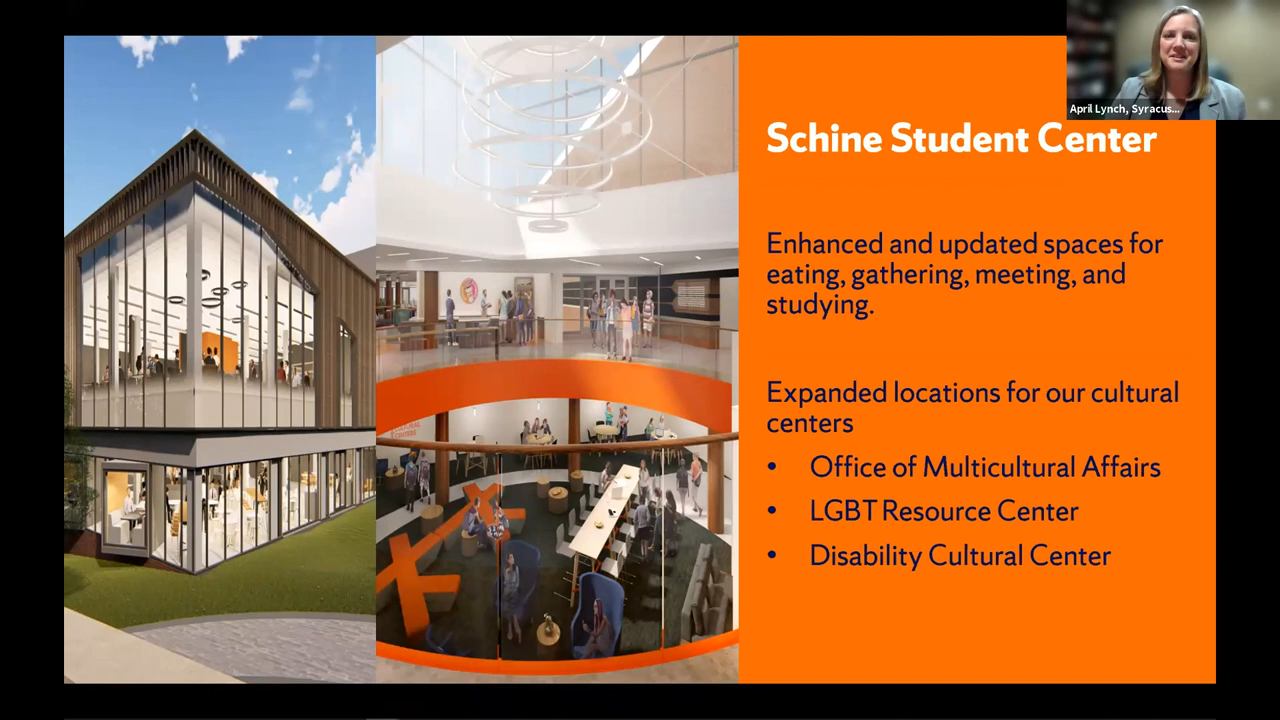 April Lynch, Syracus...
Schine Student Center
Enhanced and updated spaces for
eating, gathering, meeting, and
studying.
Expanded locations for our cultural
centers
• Office of Multicultural Affairs
• LGBT Resource Center
• Disability Cultural Center